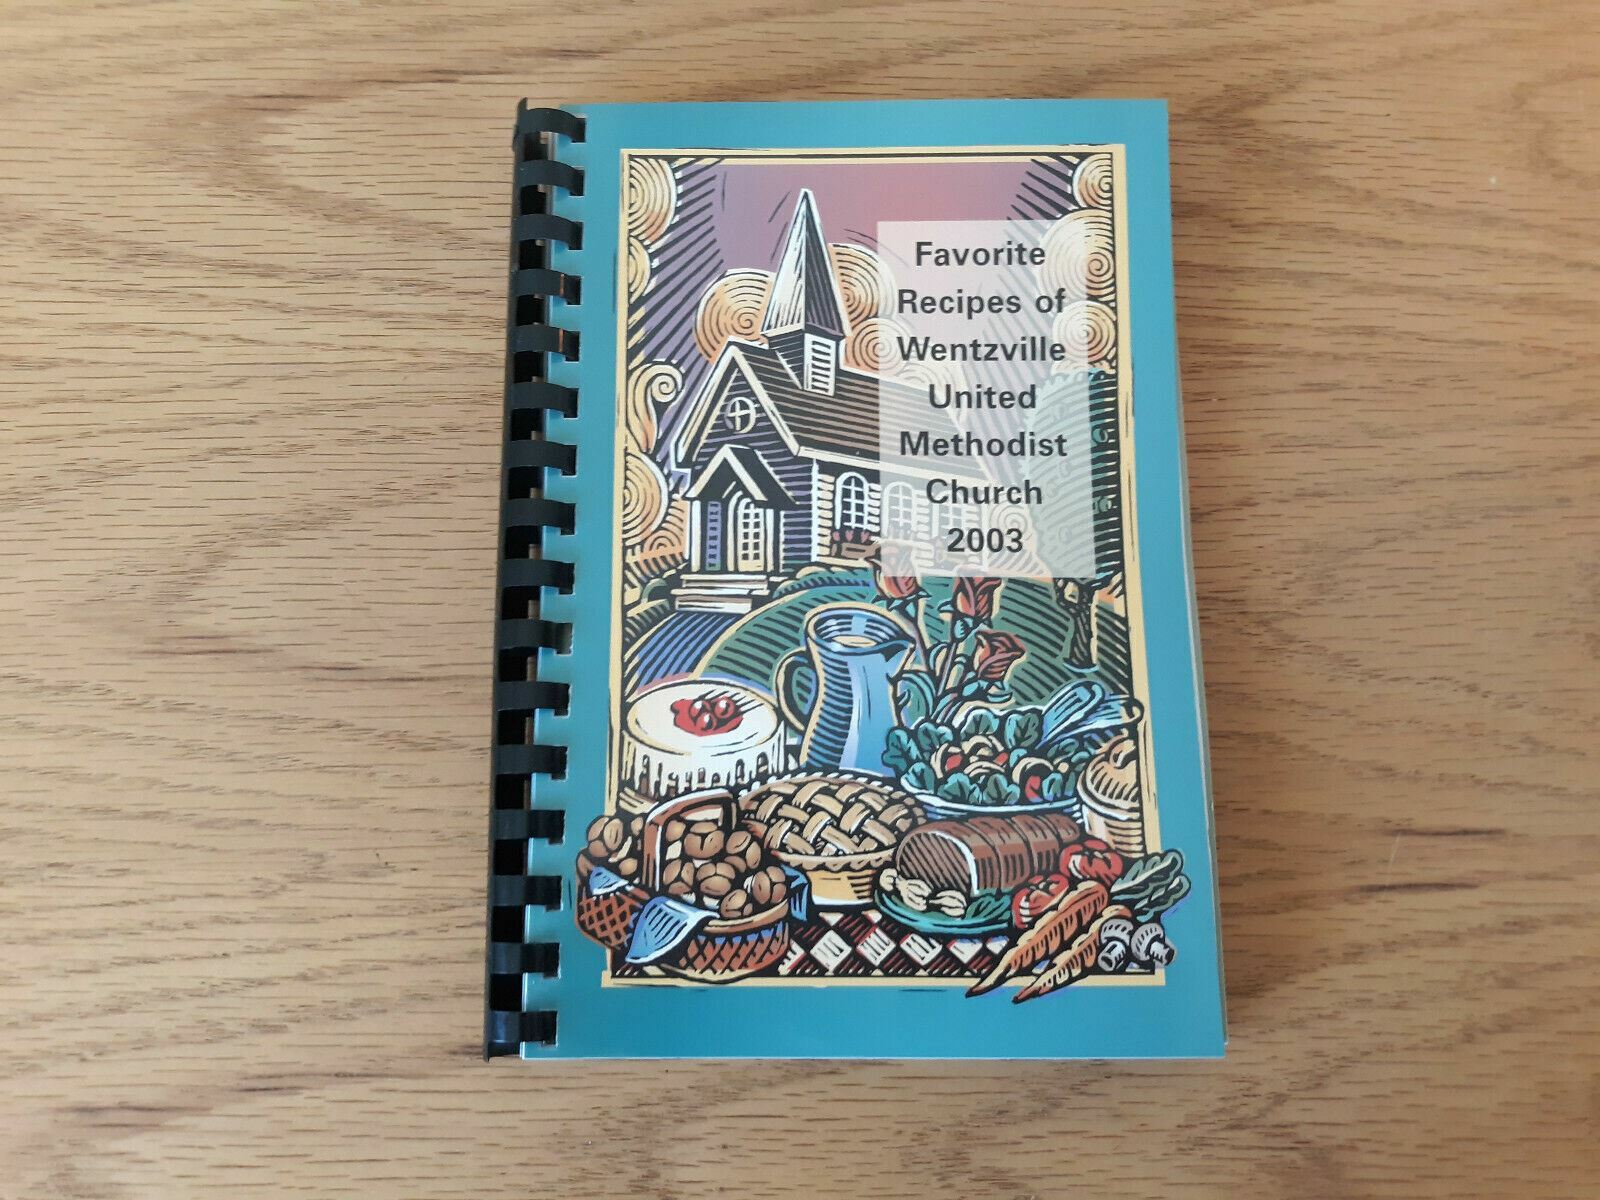 Favorite
Recipes of
Wentzville
United
Methodist
Church
2003